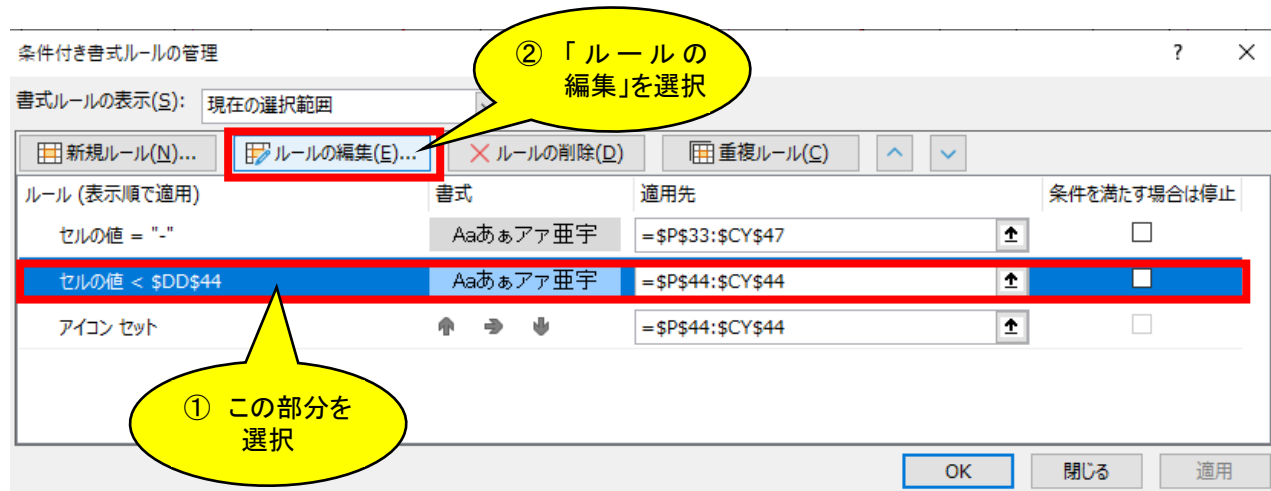 ② 「ルールの
編集」を選択
条件付き書式ルールの管理 ? ×
書式ルールの表示(S): 現在の選択範囲
新規ルール(N)... ルールの編集(E)... ルールの削除(D) 重複ルール(C)
ルール (表示順で適用) 書式 適用先 条件を満たす場合は停止
セルの値 = "-" Aaあぁアァ亜宇 =$P$33:$CY$47
セルの値 < $DD$44 Aaあぁアァ亜宇 =$P$44:$CY$44
アイコン セット =$P$44:$CY$44
① この部分を
選択
OK 閉じる 適用